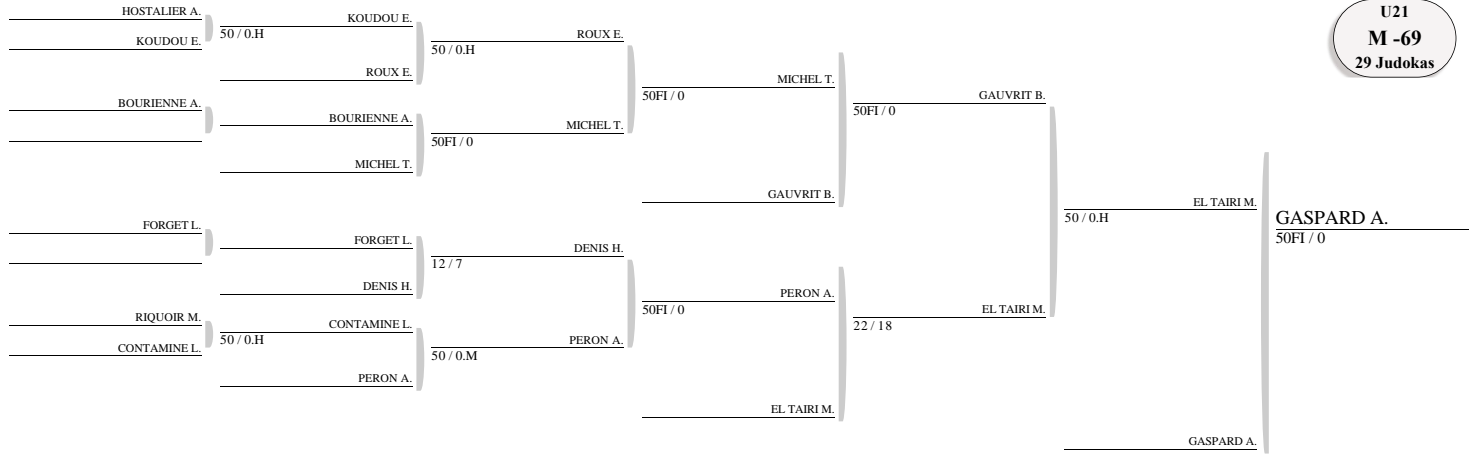 HOSTALIER A.
KOUDOU E.
BOURIENNE A.
FORGET L.
RIQUOIR M.
CONTAMINE L.
KOUDOU E.
50 / 0.H
ROUX E.
BOURIENNE A.
MICHEL T.
FORGET L.
DENIS H.
CONTAMINE L.
50 / 0.H
PERON A.
ROUX E.
50 / 0.H
MICHEL T.
50FI / 0
DENIS H.
12 / 7
PERON A.
50 / 0.M
MICHEL T.
50FI / 0
GAUVRIT B.
PERON A.
50FI / 0
EL TAIRI M.
GAUVRIT B.
50FI / 0
EL TAIRI M.
22 / 18
EL TAIRI M.
50 / 0.H
GASPARD A.
GASPARD A.
50FI / 0
U21
M -69
29 Judokas